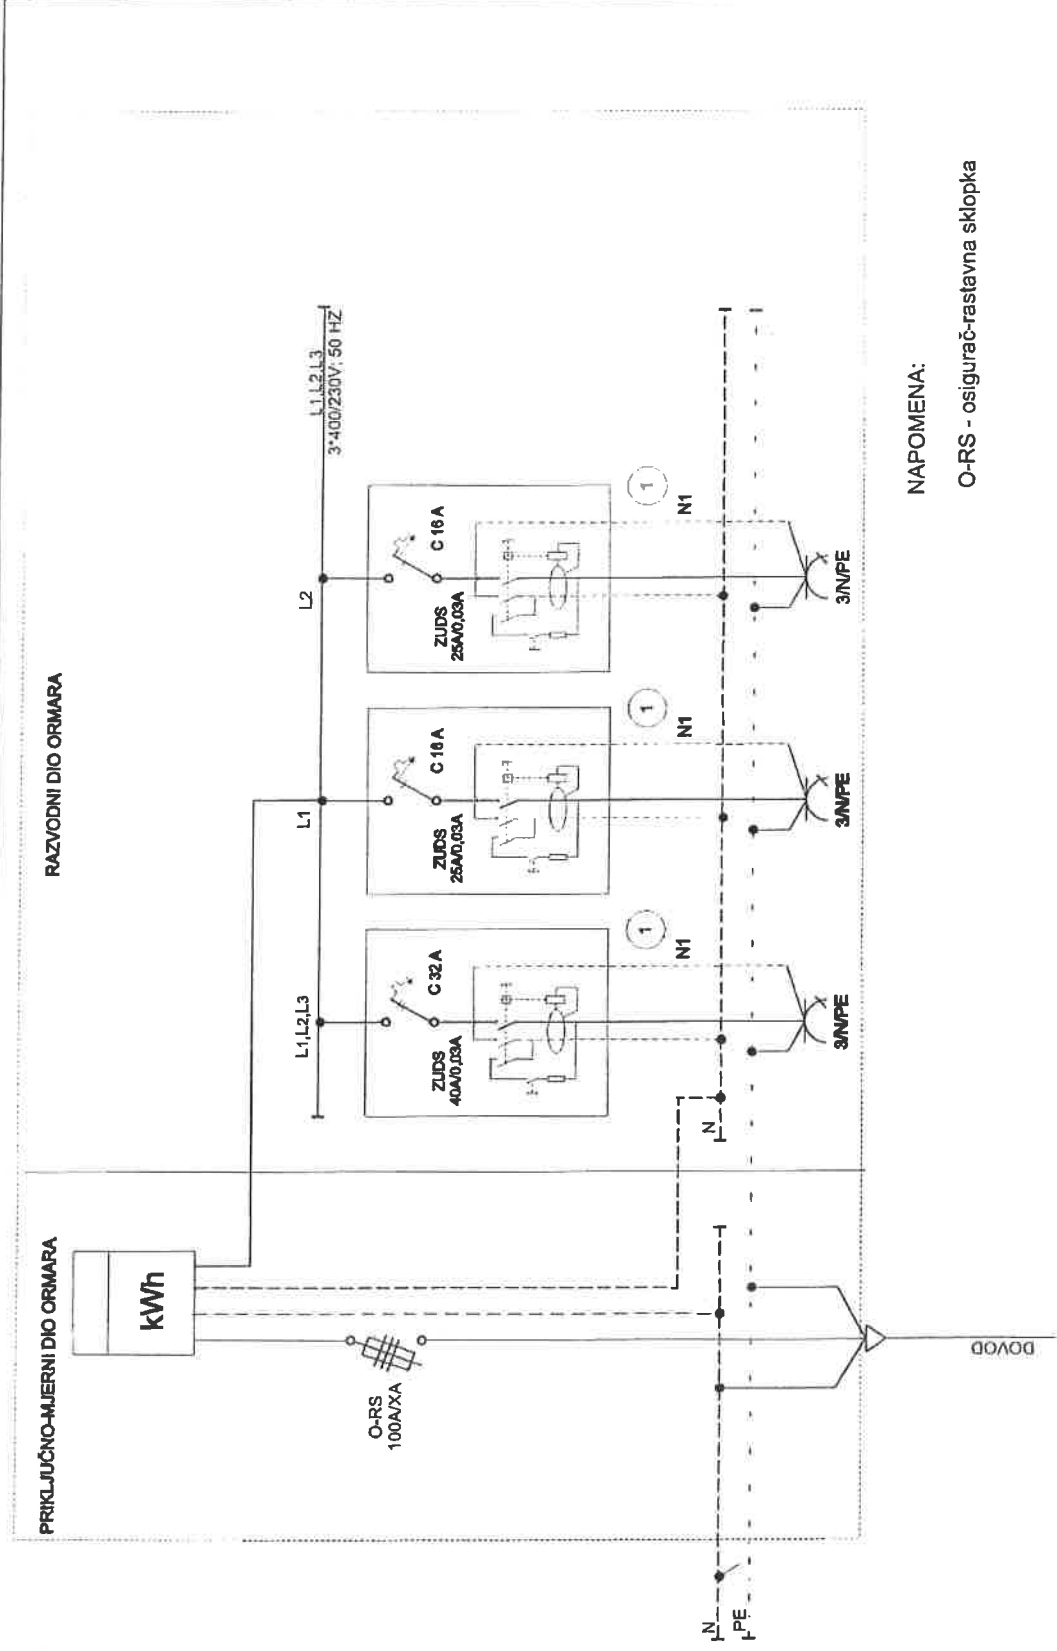 PRIKLJUČNO-MJERNI DIO ORMARA
RAZVODNI DIO ORMARA
kWh
O-RS
100A/XA
L1,L2,L3
L1
L2
L1,L2,L3
3*400/230V; 50 HZ
C 32 A
ZUDS
40A/0,03A
C 16 A
ZUDS
25A/0,03A
C 16 A
ZUDS
25A/0,03A
1
N1
1
N1
1
N1
N
PE
N
3/N/PE
3/N/PE
3/N/PE
DOVOD
NAPOMENA:
O-RS - osigurač-rastavna sklopka